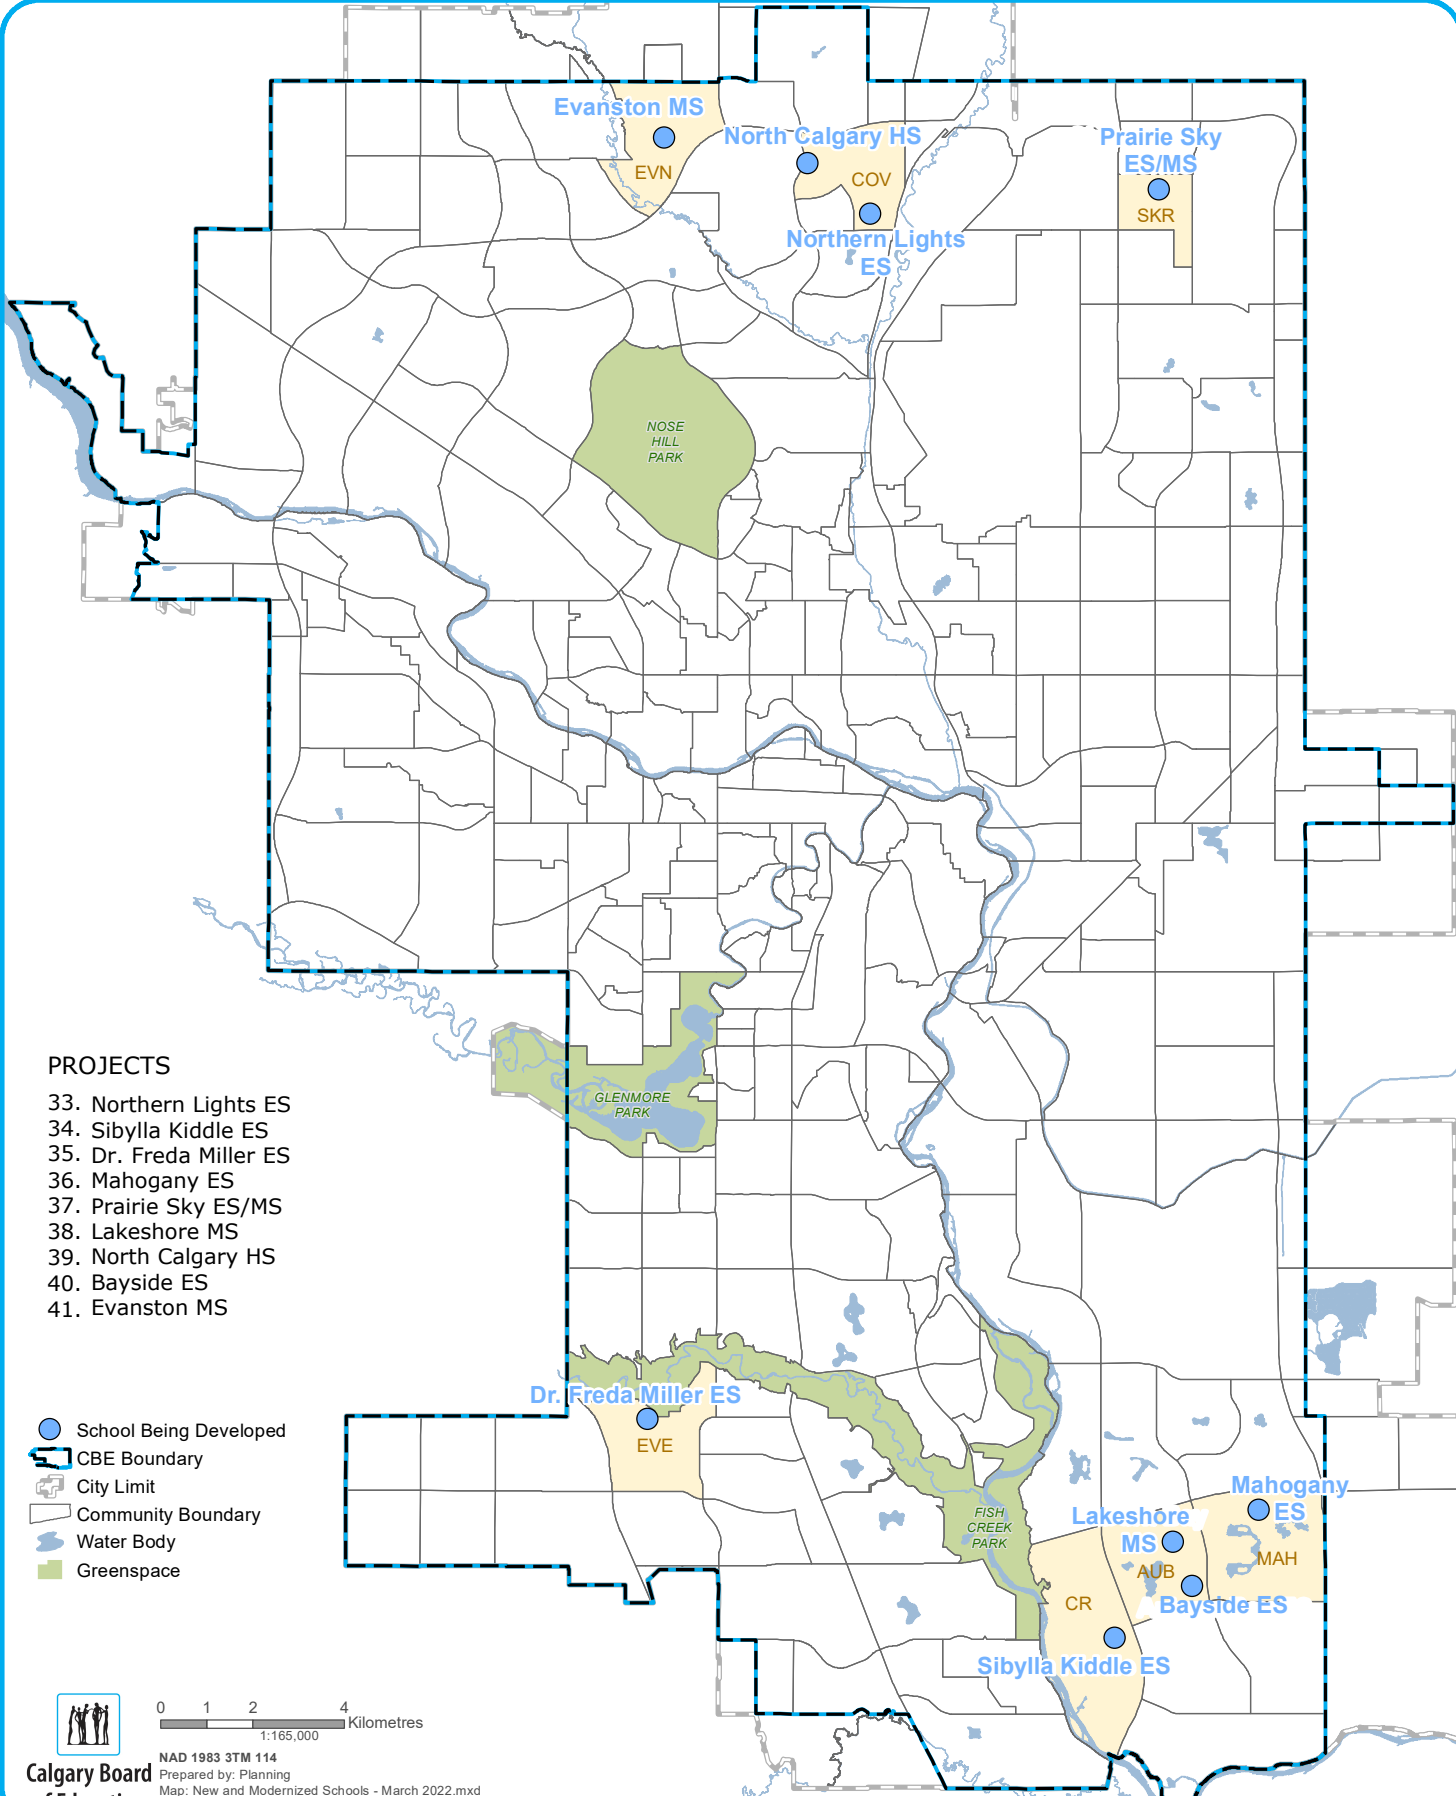 Evanston MS
North Calgary HS
Prairie Sky
ES/MS
EVN
COV
SKR
Northern Lights
ES
NOSE
HILL
PARK
GLENMORE
PARK
PROJECTS
33. Northern Lights ES
34. Sibylla Kiddle ES
35. Dr. Freda Miller ES
36. Mahogany ES
37. Prairie Sky ES/MS
38. Lakeshore MS
39. North Calgary HS
40. Bayside ES
41. Evanston MS
Dr. Freda Miller ES
EVE
School Being Developed
CBE Boundary
City Limit
Community Boundary
Water Body
Greenspace
Mahogany
ES
Lakeshore
MS
FISH
CREEK
PARK
MAH
AUB
CR
Bayside ES
Sibylla Kiddle ES
0 1 2 4
Kilometres
1:165,000
NAD 1983 3TM 114
Prepared by: Planning
Map: New and Modernized Schools - March 2022.mxd
Calgary Board